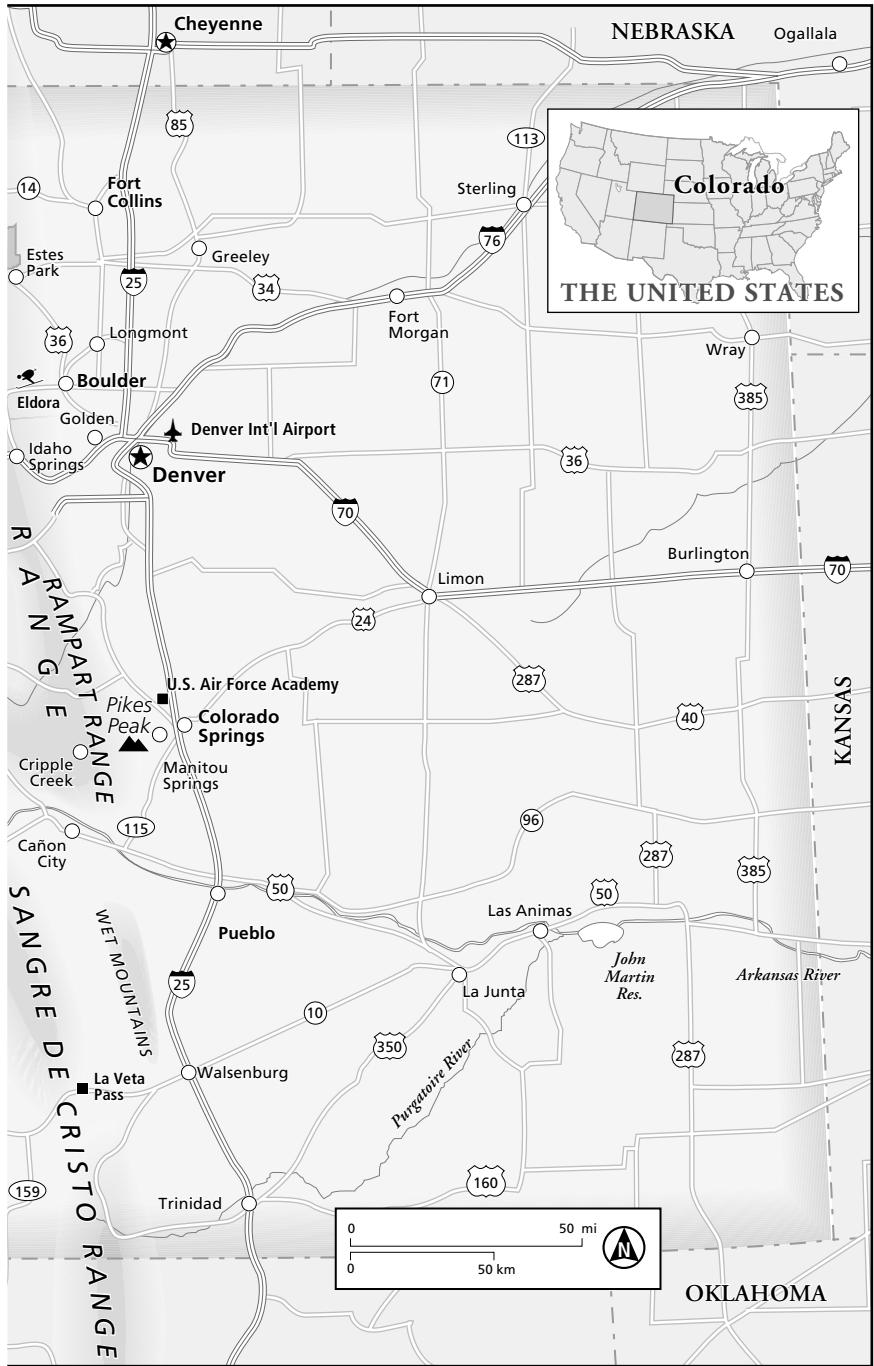 Cheyenne
NEBRASKA
Ogallala
85
113
14
Fort
Collins
Sterling
Colorado
THE UNITED STATES
76
Estes
Park
Greeley
25
34
Fort
Morgan
36
Longmont
Wray
Boulder
71
385
Eldora
Golden
Denver Int'l Airport
Idaho
Springs
36
Denver
70
Burlington
70
Limon
24
RANGE
RAMPART RANGE
287
U.S. Air Force Academy
40
KANSAS
Pikes
Peak
Colorado
Springs
Cripple
Creek
Manitou
Springs
115
96
Cañon
City
287
385
50
50
Las Animas
Pueblo
SANGRE DE CRISTO RANGE
WET MOUNTAINS
John
Martin
Res.
Arkansas River
25
La Junta
10
350
287
Purgatoire River
Walsenburg
La Veta
Pass
160
159
Trinidad
0 50 mi
0 50 km
N
OKLAHOMA